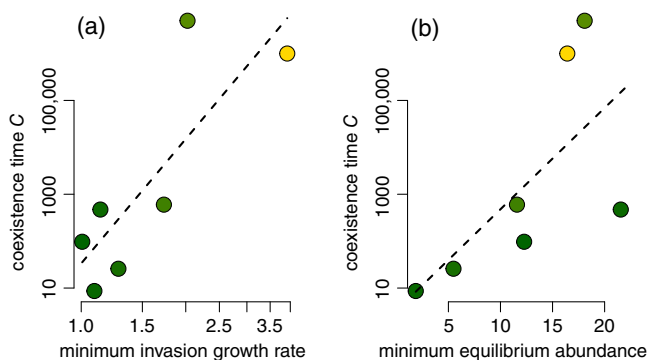 (a)
coexistence time C
100,000
1000
10
1.0 1.5 2.5 3.5
minimum invasion growth rate
(b)
coexistence time C
100,000
1000
10
5 10 15 20
minimum equilibrium abundance